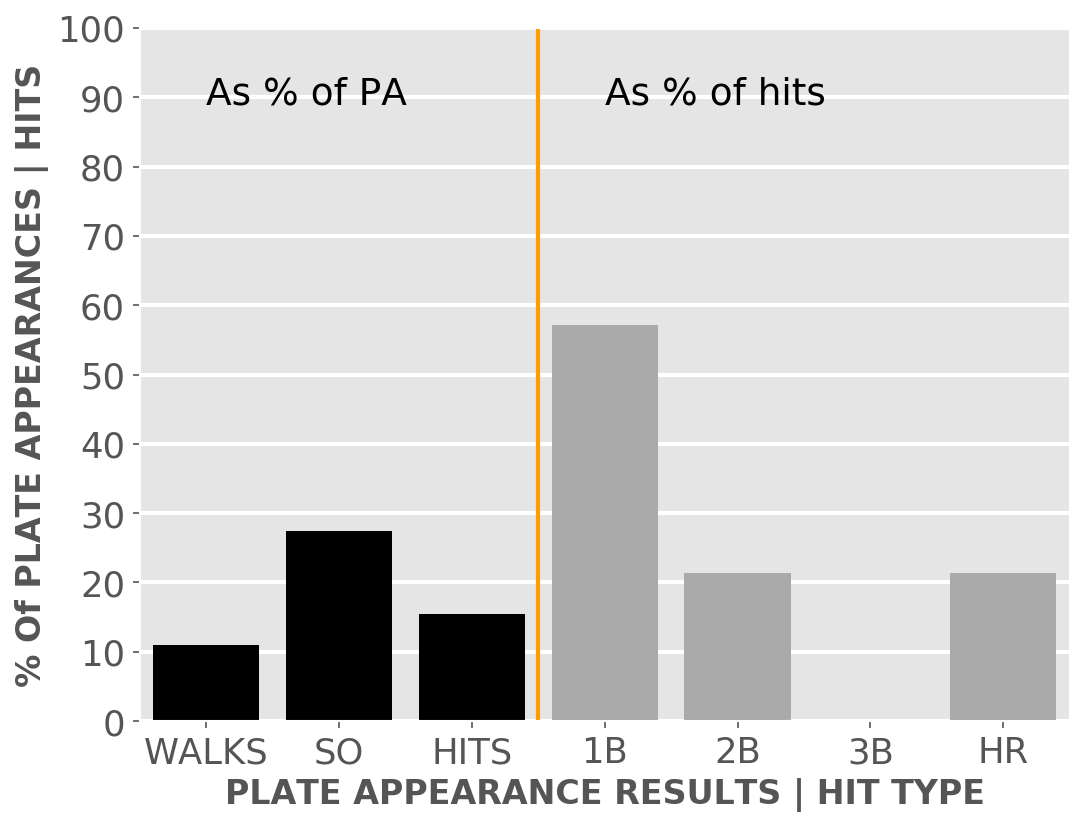 % Of PLATE APPEARANCES | HITS
100
90
80
70
60
50
40
30
20
10
0
As % of PA
As % of hits
WALKS
SO
HITS
1B
2B
3B
HR
PLATE APPEARANCE RESULTS | HIT TYPE